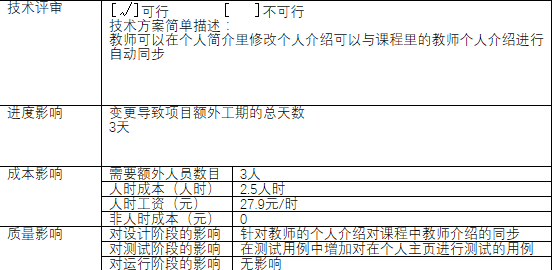 技术评审 [√]可行 [ ]不可行
技术方案简单描述：
教师可以在个人简介里修改个人介绍可以与课程里的教师个人介绍进行
自动同步
进度影响 变更导致项目额外工期的总天数
3天
成本影响 需要额外人员数目 3人
人时成本（人时） 2.5人时
人时工资（元） 27.9元/时
非人时成本（元） 0
质量影响 对设计阶段的影响 针对教师的个人介绍对课程中教师介绍的同步
对测试阶段的影响 在测试用例中增加对在个人主页进行测试的用例
对运行阶段的影响 无影响